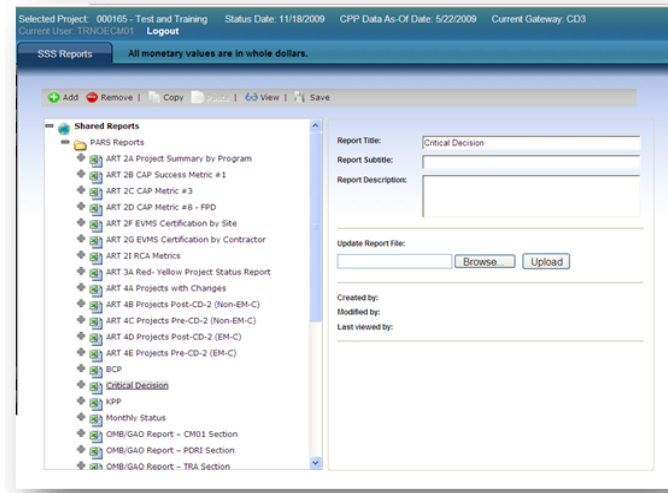 Selected Project: 000165 - Test and Training Status Date: 11/18/2009 CPP Data As-Of Date: 5/22/2009 Current Gateway: CD3
Current User: TRNOECM01 Logout
SSS Reports All monetary values are in whole dollars.
Add Remove | Copy Paste | View | Save
Shared Reports
PARS Reports
ART 2A Project Summary by Program
ART 2B CAP Success Metric #1
ART 2C CAP Metric #3
ART 2D CAP Metric #8 - FPD
ART 2F EVMS Certification by Site
ART 2G EVMS Certification by Contractor
ART 2I RCA Metrics
ART 3A Red- Yellow Project Status Report
ART 4A Projects with Changes
ART 4B Projects Post-CD-2 (Non-EM-C)
ART 4C Projects Pre-CD-2 (Non-EM-C)
ART 4D Projects Post-CD-2 (EM-C)
ART 4E Projects Pre-CD-2 (EM-C)
BCP
Critical Decision
KPP
Monthly Status
OMB/GAO Report – CM01 Section
OMB/GAO Report – PDRI Section
OMB/GAO Report – TRA Section
Report Title: Critical Decision
Report Subtitle:
Report Description:
Update Report File:
Browse... Upload
Created by:
Modified by:
Last viewed by: